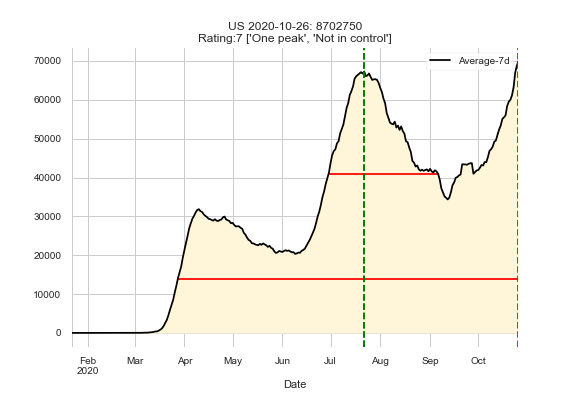 US 2020-10-26: 8702750
Rating:7 ['One peak', 'Not in control']
Average-7d
70000
60000
50000
40000
30000
20000
10000
0
Feb Mar Apr May Jun Jul Aug Sep Oct
2020
Date